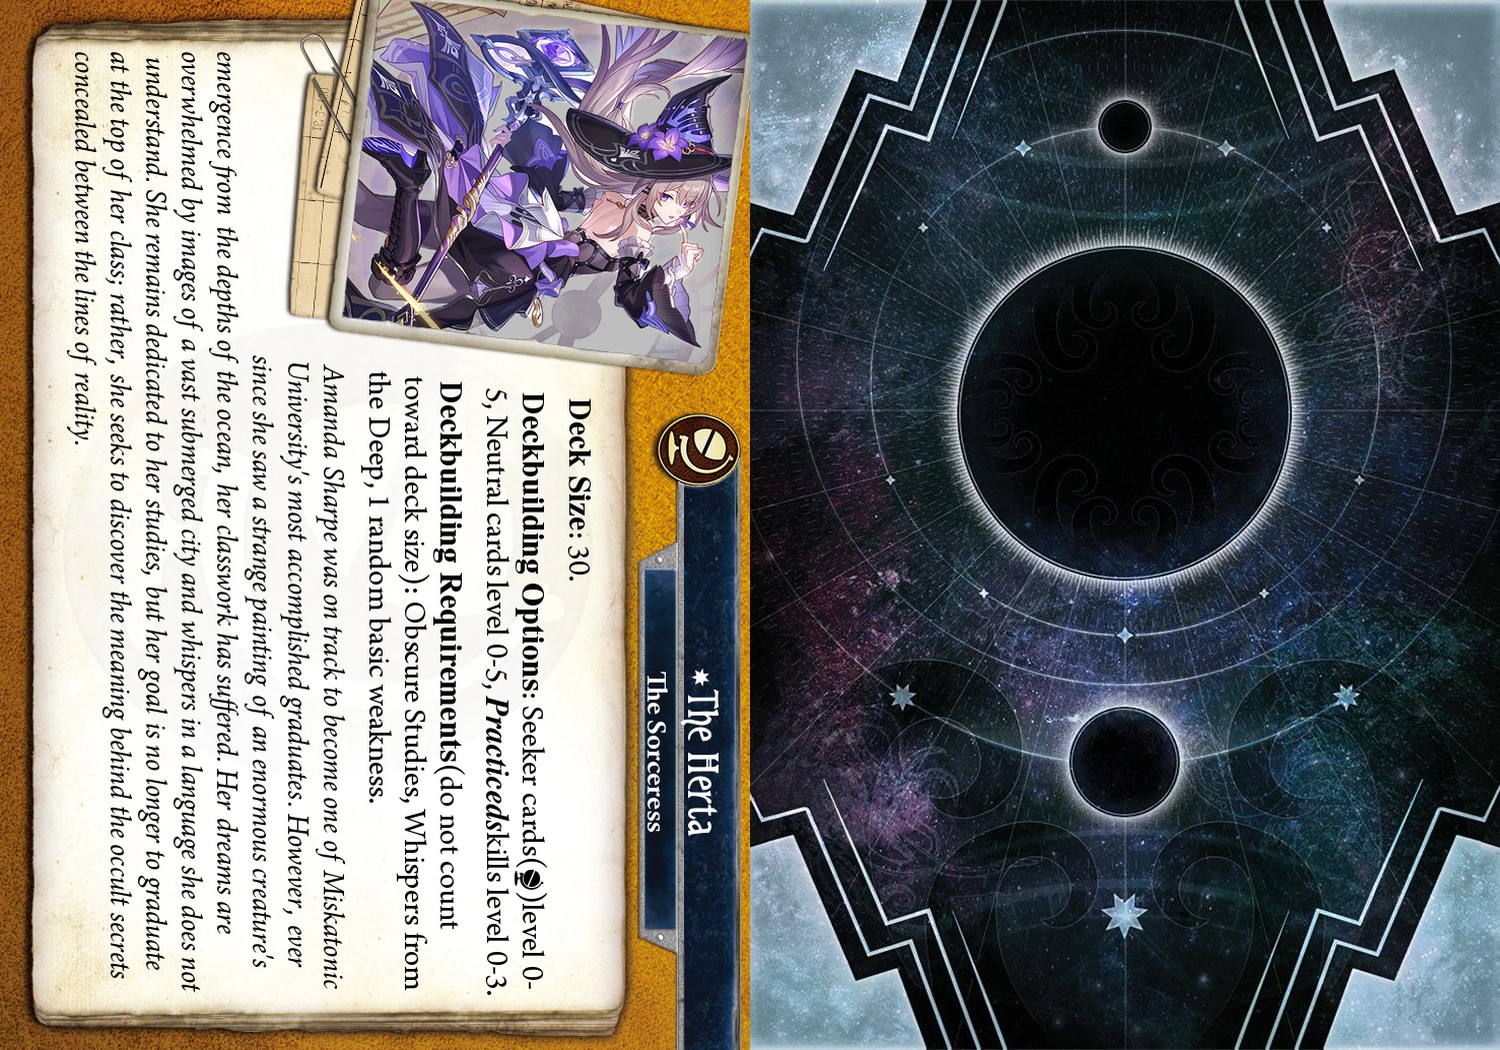 The Herta
The Sorceress
Deck Size: 30.
Deckbuilding Options: Seeker cards()level 0-
5, Neutral cards level 0-5, Practicedskills level 0-3.
Deckbuilding Requirements(do not count
toward deck size): Obscure Studies, Whispers from
the Deep, 1 random basic weakness.
Amanda Sharpe was on track to become one of Miskatonic
University's most accomplished graduates. However, ever
since she saw a strange painting of an enormous creature's
emergence from the depths of the ocean, her classwork has suffered. Her dreams are
overwhelmed by images of a vast submerged city and whispers in a language she does not
understand. She remains dedicated to her studies, but her goal is no longer to graduate
at the top of her class; rather, she seeks to discover the meaning behind the occult secrets
concealed between the lines of reality.